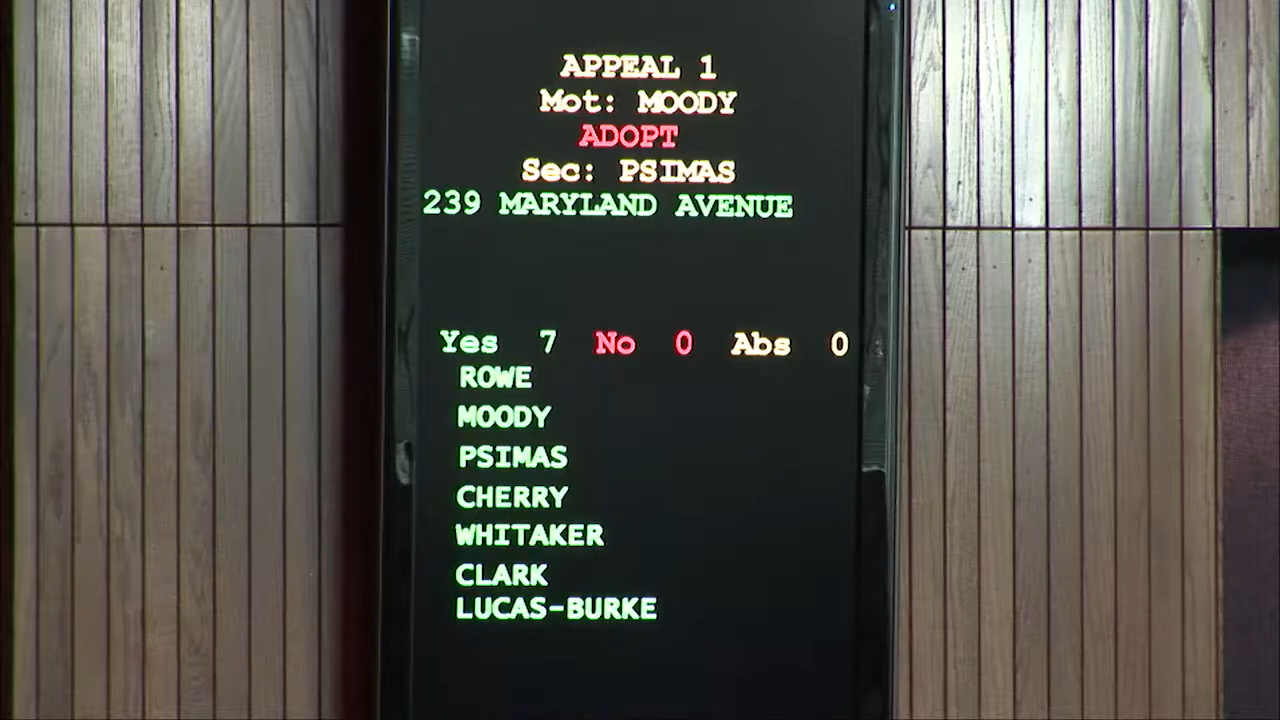 APPEAL 1
Mot: MOODY
ADOPT
Sec: PSIMAS
239 MARYLAND AVENUE
Yes 7 No 0 Abs 0
ROWE
MOODY
PSIMAS
CHERRY
WHITAKER
CLARK
LUCAS-BURKE